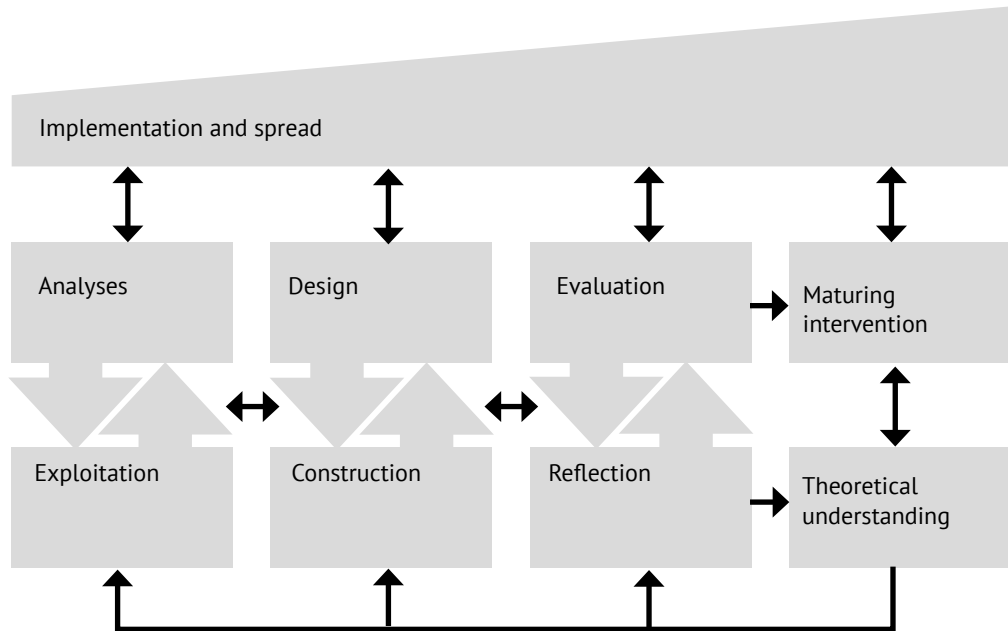 Implementation and spread
Analyses
Design
Evaluation
Maturing
intervention
Exploitation
Construction
Reflection
Theoretical
understanding